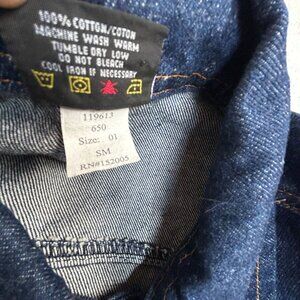 100% COTTON/COTON
MACHINE WASH WARM
TUMBLE DRY LOW
DO NOT BLEACH
COOL IRON IF NECESSARY
119613
650
Size: 01
SM
RN#152005